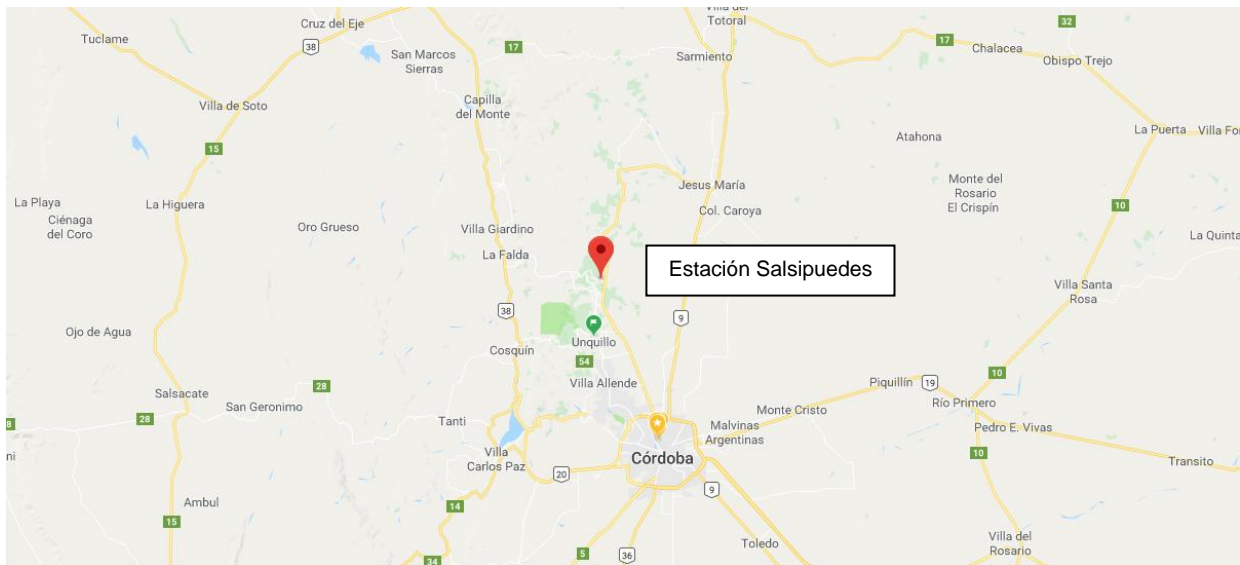 Cruz del Eje
Villa del
Totoral
32
Tuclame
38
17
17
San Marcos
Sierras
Sarmiento
Chalacea
Obispo Trejo
Villa de Soto
Capilla
del Monte
15
Atahona
La Puerta
Villa Fon
Monte del
Rosario
El Crispín
Jesus María
La Playa
La Higuera
Col. Caroya
10
Ciénaga
del Coro
Oro Grueso
Villa Giardino
La Quinta
La Falda
Estación Salsipuedes
Villa Santa
Rosa
38
9
Ojo de Agua
Unquillo
Cosquín
54
10
Villa Allende
Piquillín
19
28
Salsacate
San Geronimo
Río Primero
28
Monte Cristo
8
Tanti
Malvinas
Argentinas
Pedro E. Vivas
ni
Villa
Carlos Paz
Córdoba
10
Transito
20
9
Ambul
14
15
Villa del
Rosario
Toledo
5
36
34